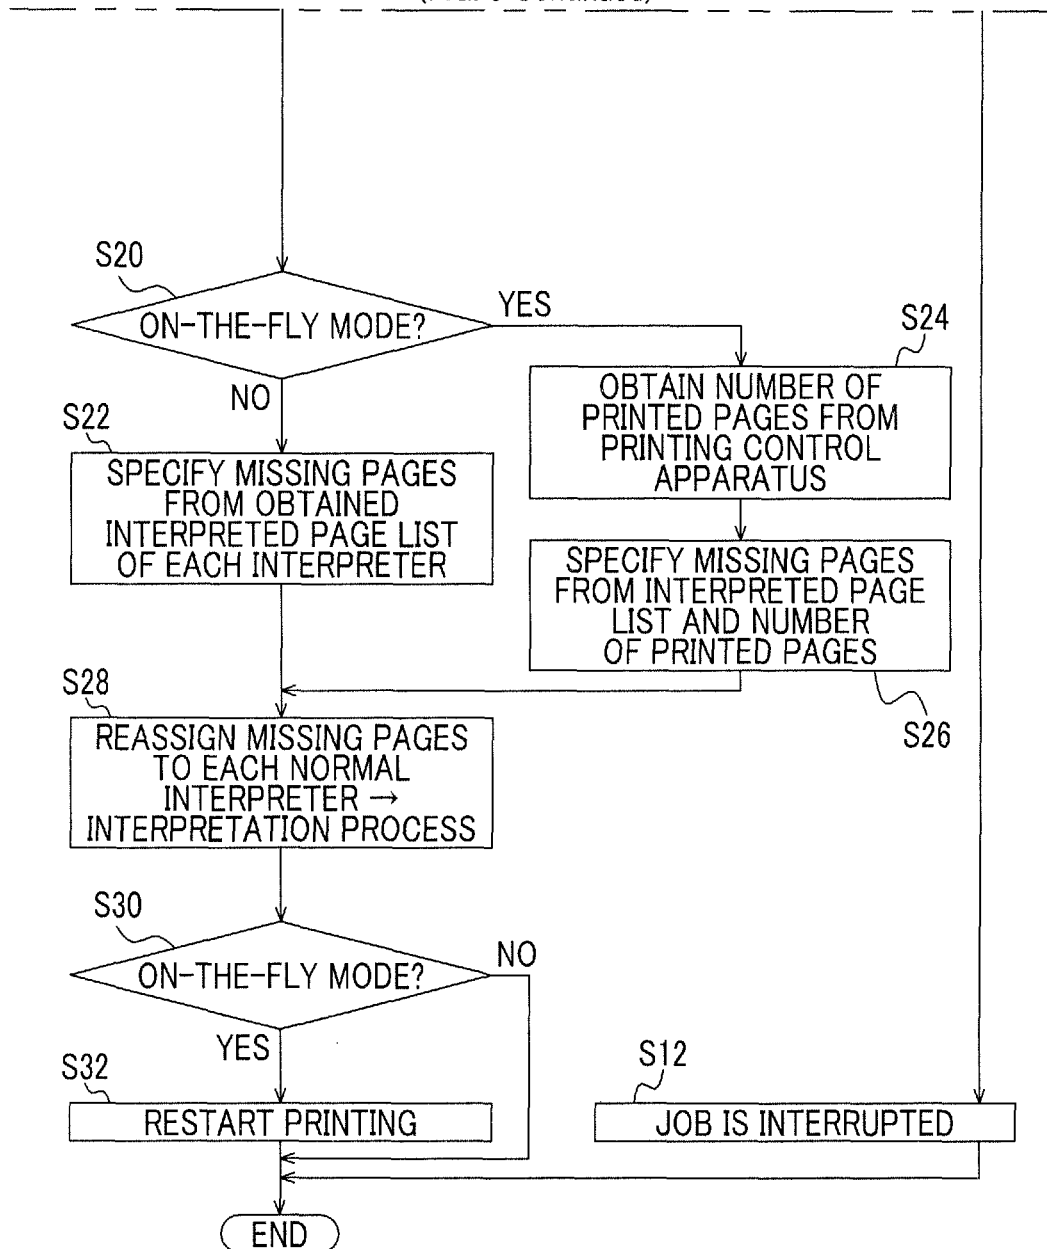 S20
ON-THE-FLY MODE?
YES
NO
S24
OBTAIN NUMBER OF
PRINTED PAGES FROM
PRINTING CONTROL
APPARATUS
S22
SPECIFY MISSING PAGES
FROM OBTAINED
INTERPRETED PAGE LIST
OF EACH INTERPRETER
SPECIFY MISSING PAGES
FROM INTERPRETED PAGE
LIST AND NUMBER
OF PRINTED PAGES
S26
S28
REASSIGN MISSING PAGES
TO EACH NORMAL
INTERPRETER →
INTERPRETATION PROCESS
S30
ON-THE-FLY MODE?
NO
YES
S32
RESTART PRINTING
S12
JOB IS INTERRUPTED
END